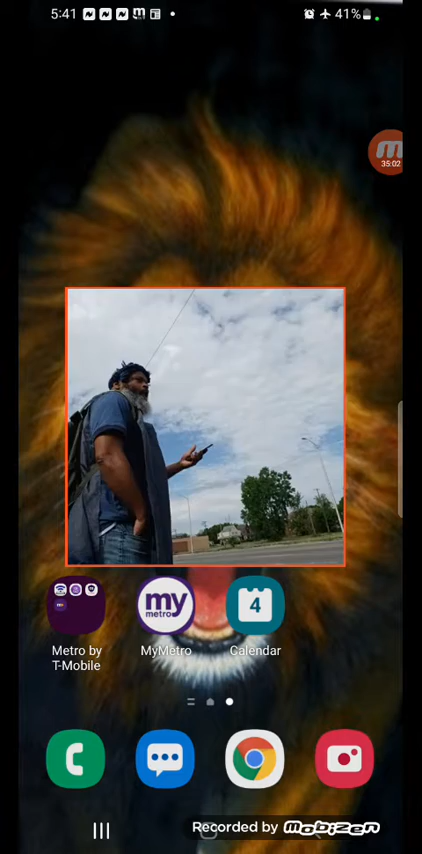 5:41
41%
35:02
4
my
metro
Metro by
T-Mobile
MyMetro
Calendar
Recorded by mobizen